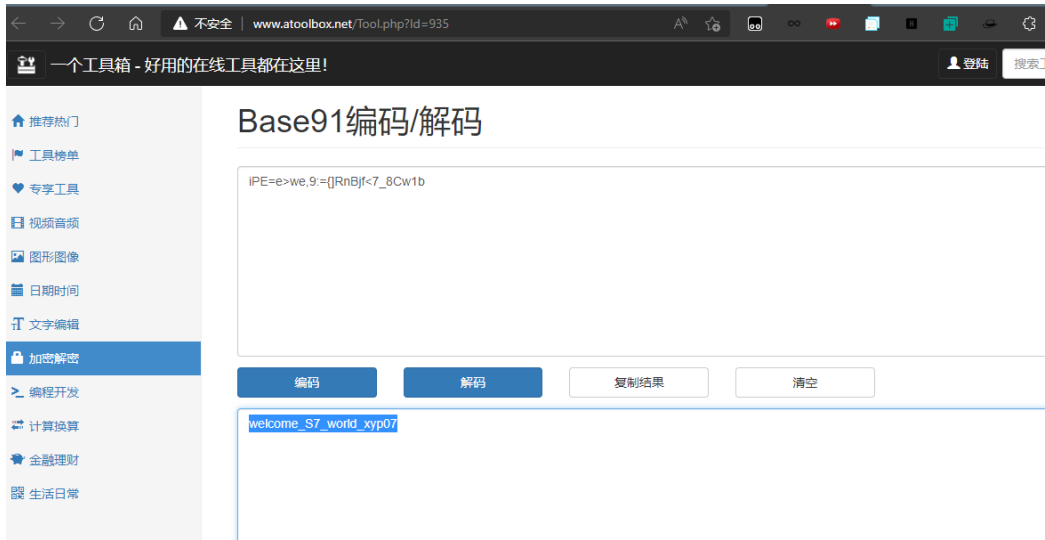 不安全 | www.atoolbox.net/Tool.php?Id=935
一个工具箱 - 好用的在线工具都在这里!
登陆
搜索
推荐热门
工具榜单
专享工具
视频音频
图形图像
日期时间
文字编辑
加密解密
编程开发
计算换算
金融理财
生活日常
Base91编码/解码
iPE=e>we,9:={]RnBjf<7_8Cw1b
编码 解码 复制结果 清空
welcome_S7_world_xyp07